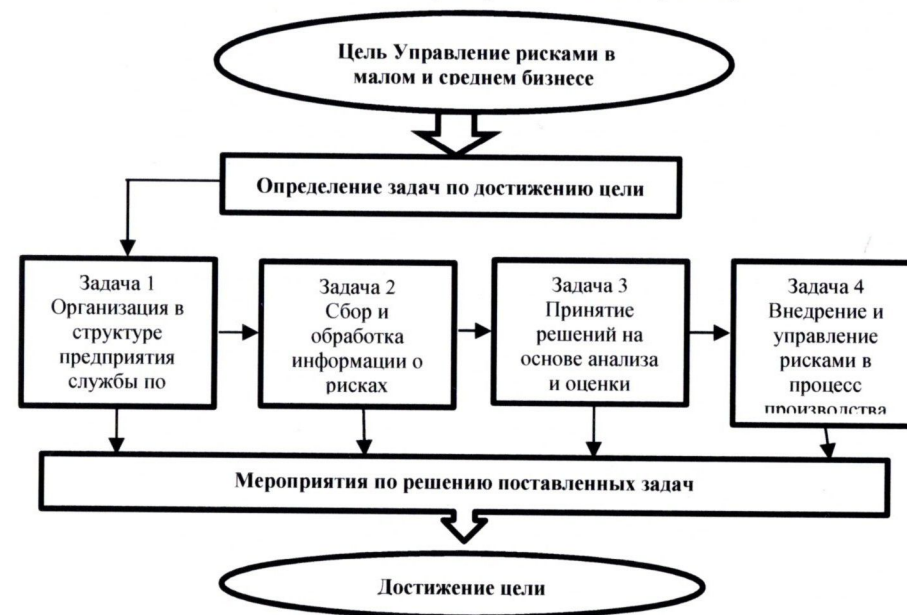 Цель Управление рисками в
малом и среднем бизнесе
Определение задач по достижению цели
Задача 1
Организация в
структуре
предприятия
службы по
Задача 2
Сбор и
обработка
информации о
рисках
Задача 3
Принятие
решений на
основе анализа
и оценки
Задача 4
Внедрение и
управление
рисками в
процесс
производства
Мероприятия по решению поставленных задач
Достижение цели